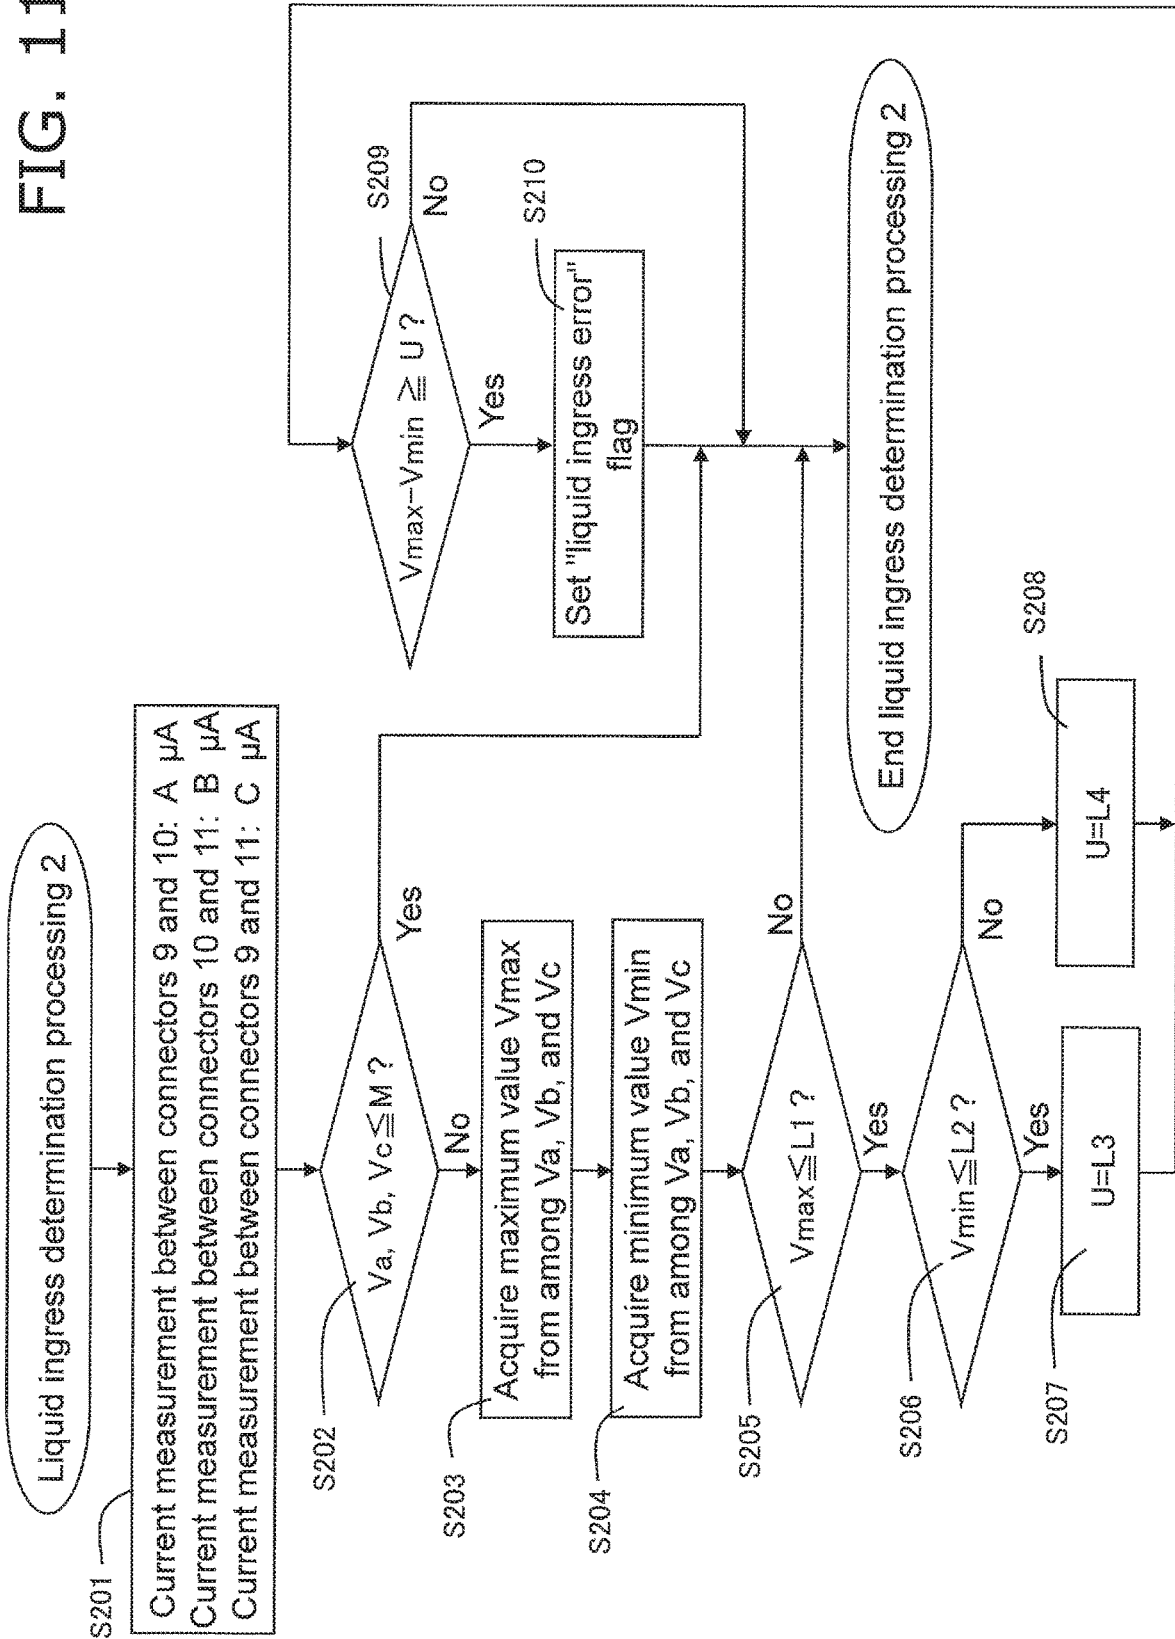 FIG. 11
Liquid ingress determination processing 2
S201
Current measurement between connectors 9 and 10: A μA
Current measurement between connectors 10 and 11: B μA
Current measurement between connectors 9 and 11: C μA
S202
Va, Vb, Vc≦M ?
Yes
No
S203
Acquire maximum value Vmax
from among Va, Vb, and Vc
S204
Acquire minimum value Vmin
from among Va, Vb, and Vc
S205
Vmax≦L1 ?
No
Yes
S206
Vmin≦L2 ?
No
Yes
S207
U=L3
S208
U=L4
S209
Vmax−Vmin ≧ U ?
No
Yes
S210
Set "liquid ingress error"
flag
End liquid ingress determination processing 2